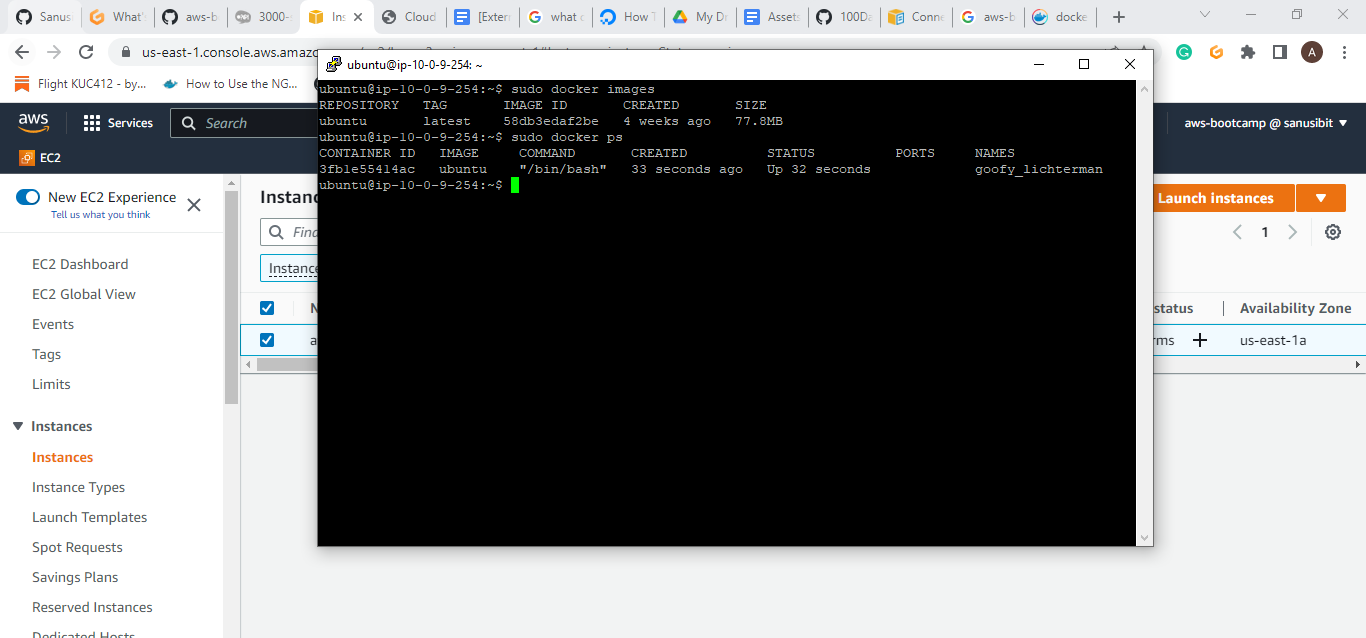 Sanus
What'
aws-b
3000-
Ins
Cloud
[Exter
what c
How T
My Dr
Assets
100Da
Conne
aws-b
docke
us-east-1.console.aws.amazo
A
Flight KUC412 - by...
How to Use the NG...
aws
Services
Search
aws-bootcamp @ sanusibit
EC2
New EC2 Experience
Tell us what you think
EC2 Dashboard
EC2 Global View
Events
Tags
Limits
Instances
Instances
Instance Types
Launch Templates
Spot Requests
Savings Plans
Reserved Instances
Dedicated Hosts
Instanc
Find
Instance
N
a
Launch instances
1
status
Availability Zone
rms
us-east-1a
ubuntu@ip-10-0-9-254: ~
ubuntu@ip-10-0-9-254:~$ sudo docker images
REPOSITORY TAG IMAGE ID CREATED SIZE
ubuntu latest 58db3edaf2be 4 weeks ago 77.8MB
ubuntu@ip-10-0-9-254:~$ sudo docker ps
CONTAINER ID IMAGE COMMAND CREATED STATUS PORTS NAMES
3fb1e55414ac ubuntu "/bin/bash" 33 seconds ago Up 32 seconds goofy_lichterman
ubuntu@ip-10-0-9-254:~$